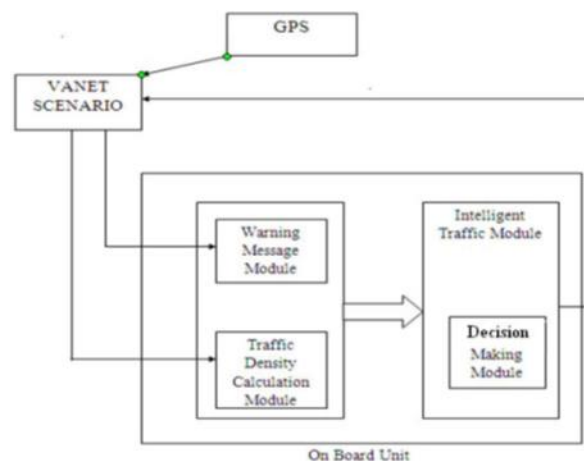 GPS
VANET
SCENARIO
Warning
Message
Module
Intelligent
Traffic Module
Traffic
Density
Calculation
Module
Decision
Making
Module
On Board Unit